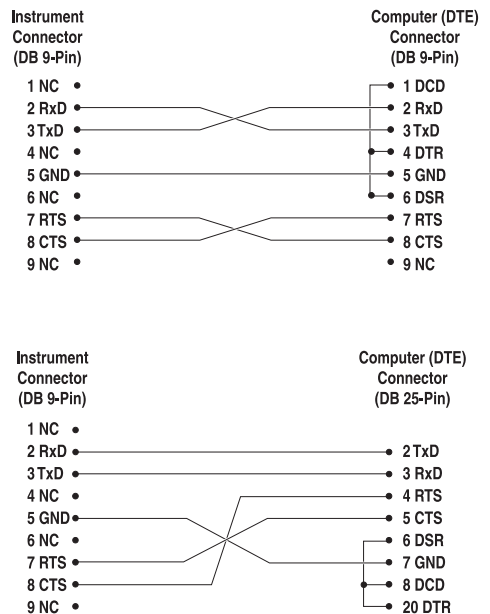 Instrument
Connector
(DB 9-Pin)
Computer (DTE)
Connector
(DB 9-Pin)
1 NC
1 DCD
2 RxD
2 RxD
3 TxD
3 TxD
4 NC
4 DTR
5 GND
5 GND
6 NC
6 DSR
7 RTS
7 RTS
8 CTS
8 CTS
9 NC
9 NC
Instrument
Connector
(DB 9-Pin)
Computer (DTE)
Connector
(DB 25-Pin)
1 NC
2 RxD
2 TxD
3 TxD
3 RxD
4 NC
4 RTS
5 GND
5 CTS
6 NC
6 DSR
7 RTS
7 GND
8 CTS
8 DCD
9 NC
20 DTR